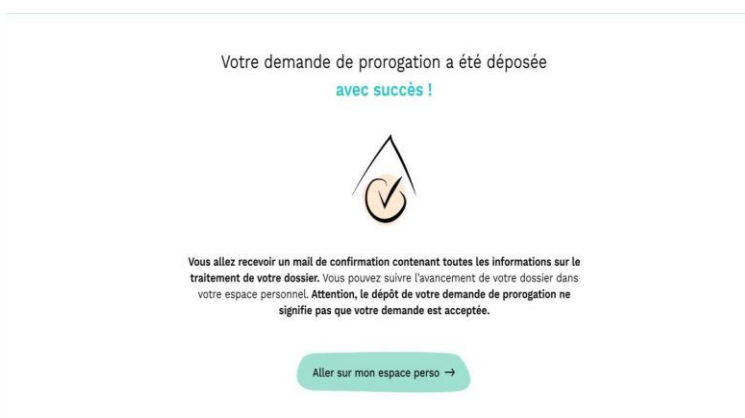 Votre demande de prorogation a été déposée
avec succès !
Vous allez recevoir un mail de confirmation contenant toutes les informations sur le
traitement de votre dossier. Vous pouvez suivre l'avancement de votre dossier dans
votre espace personnel. Attention, le dépôt de votre demande de prorogation ne
signifie pas que votre demande est acceptée.
Aller sur mon espace perso →